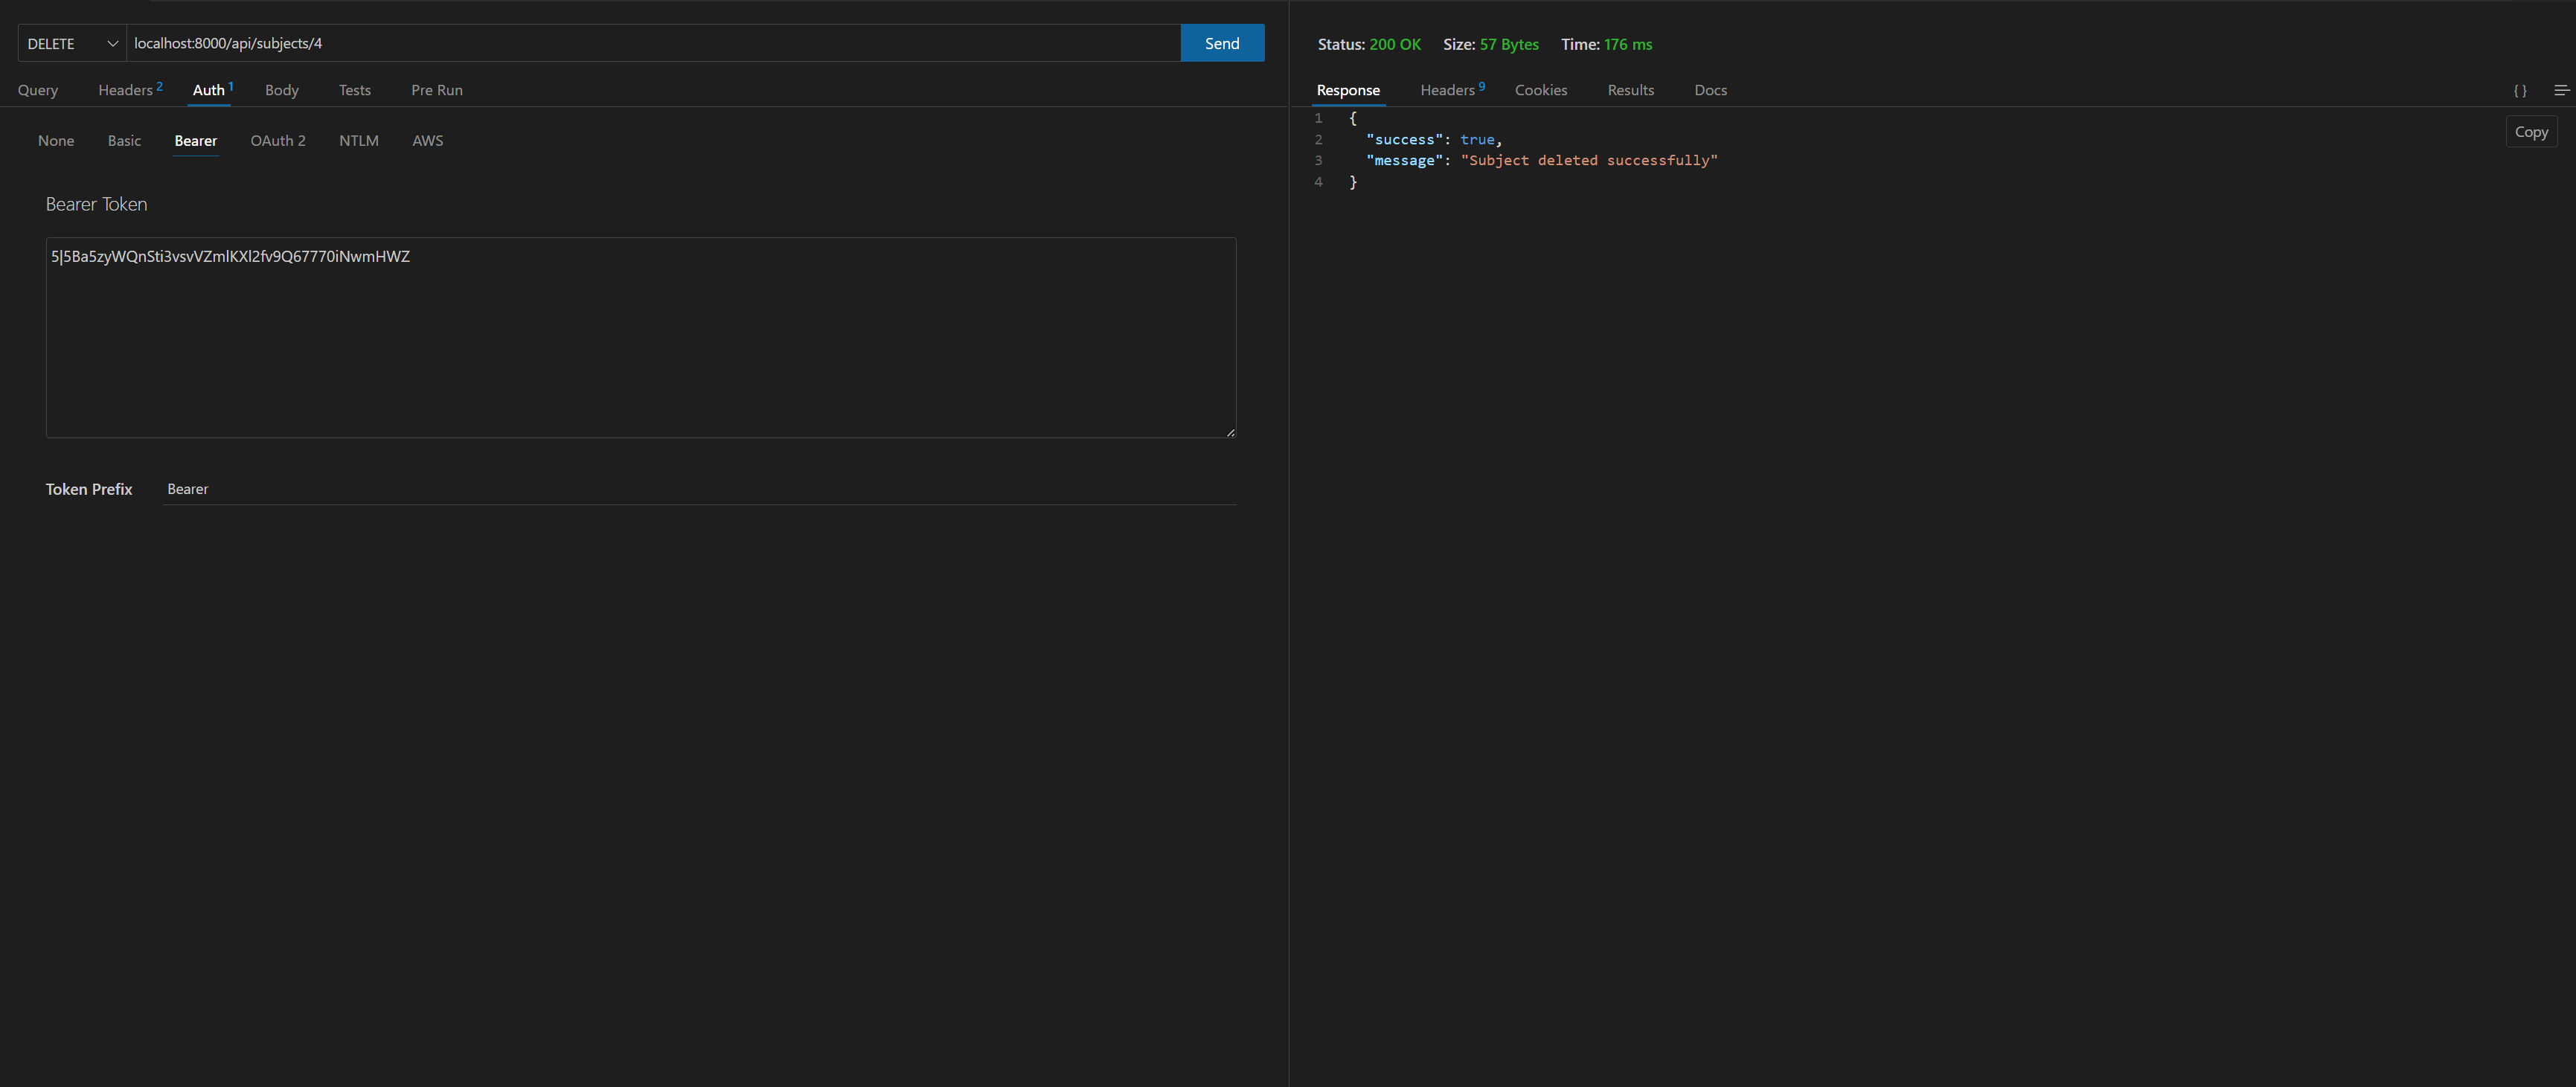 DELETE
localhost:8000/api/subjects/4
Send
Query
Headers 2
Auth 1
Body
Tests
Pre Run
None
Basic
Bearer
OAuth 2
NTLM
AWS
Bearer Token
5|5Ba5zyWQnSti3vsvVZmlKXl2fv9Q67770iNwmHWZ
Token Prefix
Bearer
Status: 200 OK
Size: 57 Bytes
Time: 176 ms
Response
Headers 9
Cookies
Results
Docs
{ }
Copy
1 {
2 "success": true,
3 "message": "Subject deleted successfully"
4 }